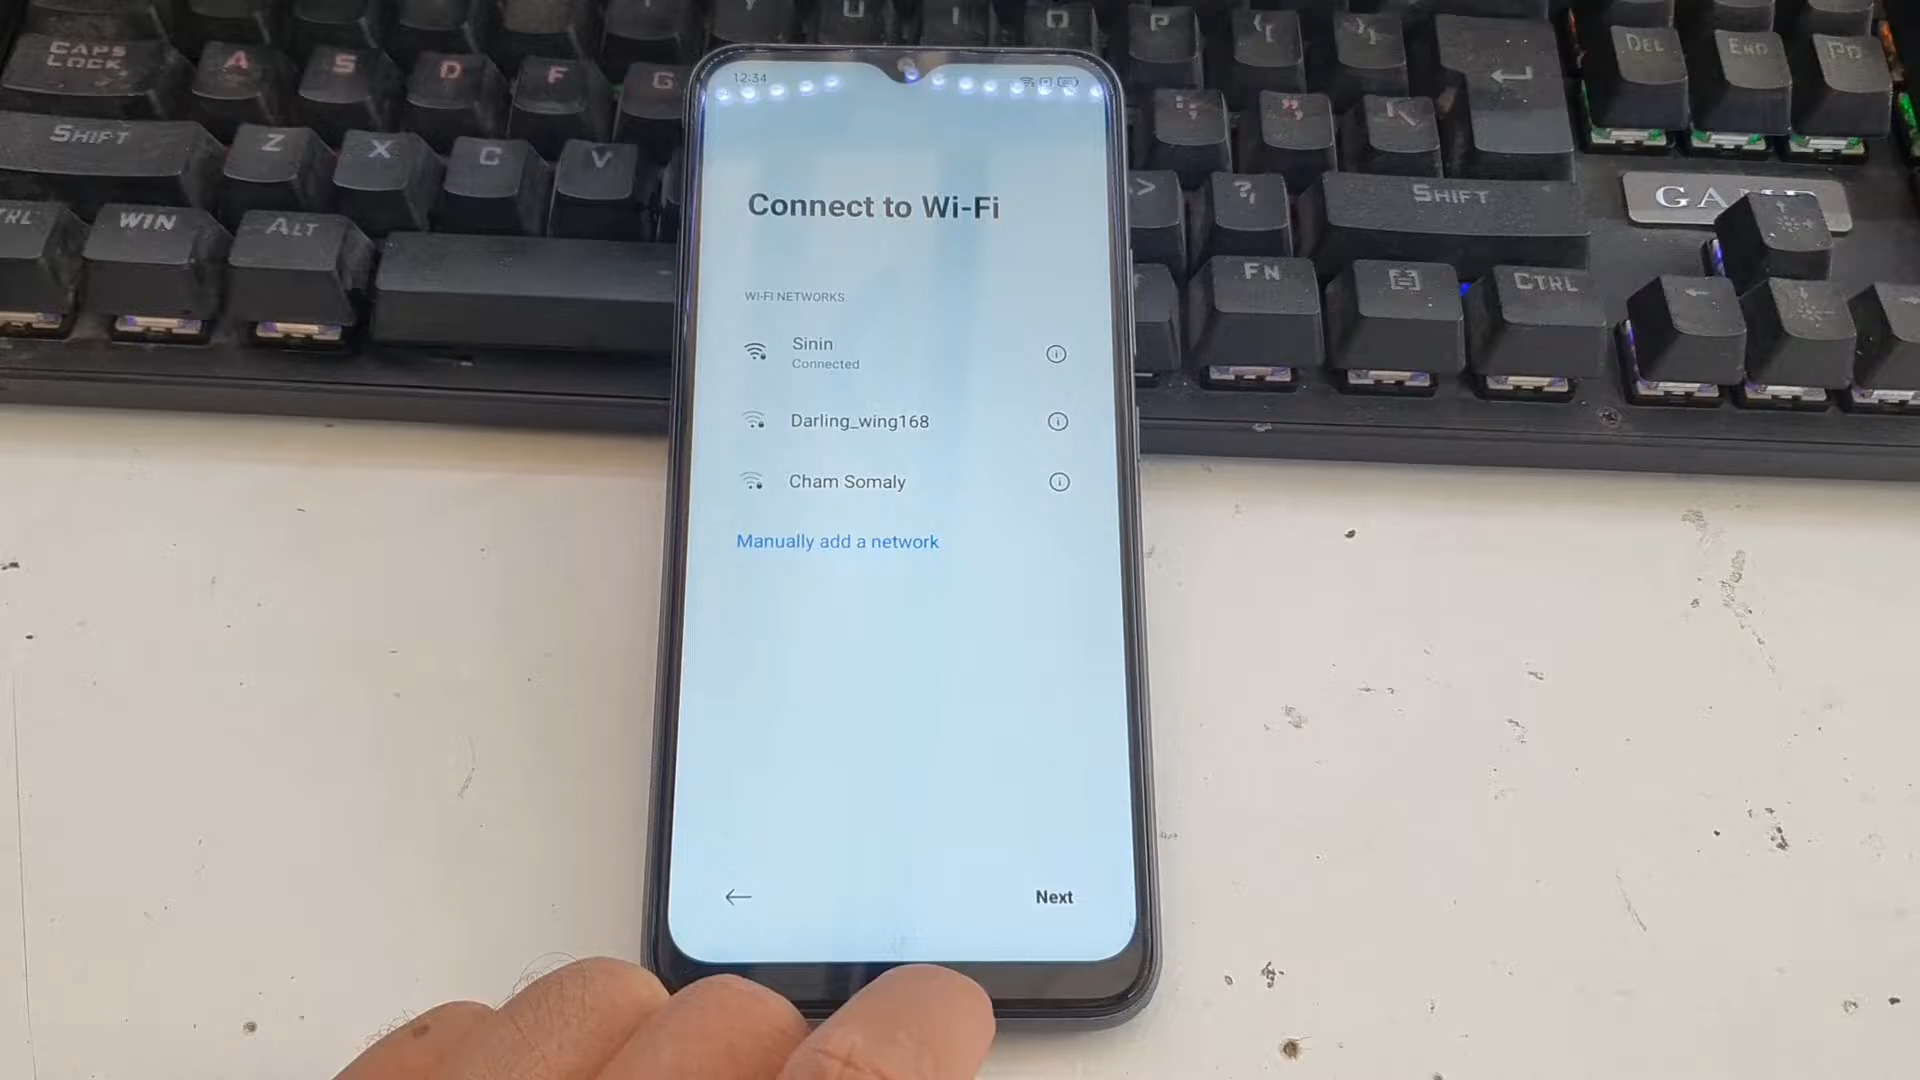 CAPS LOCK
A
S
D
F
G
DEL
END
PD
SHIFT
Z
X
C
V
SHIFT
WIN
ALT
FN
CTRL
12:34
Connect to Wi-Fi
WI-FI NETWORKS
Sinin
Connected
Darling_wing168
Cham Somaly
Manually add a network
Next